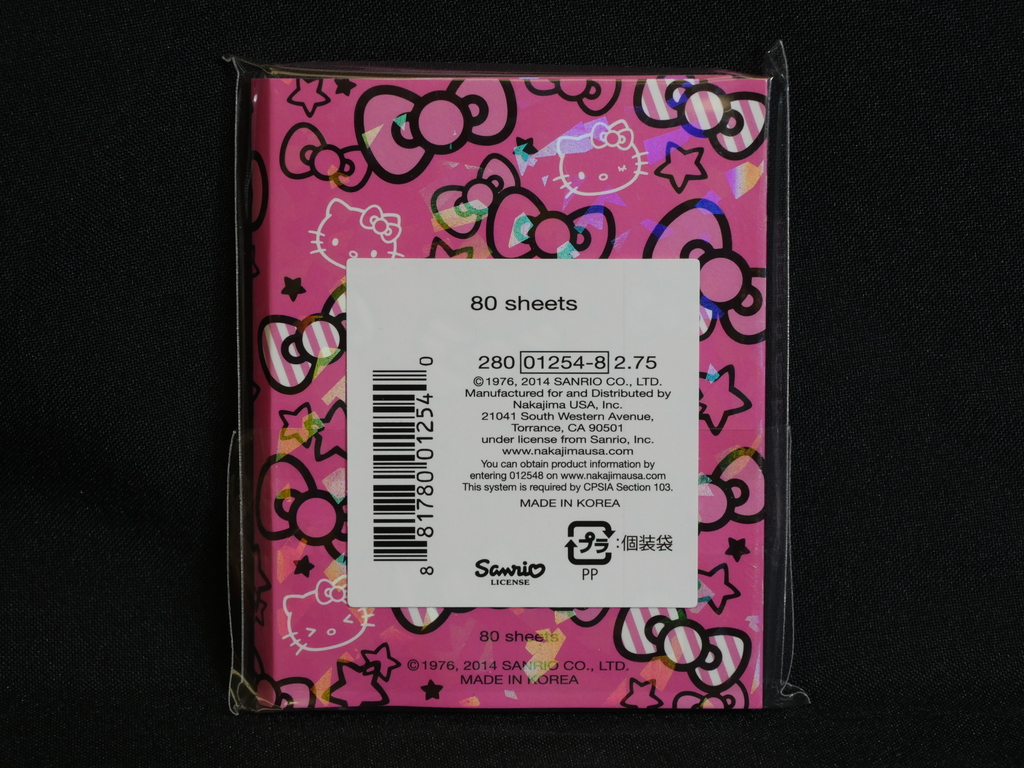 80 sheets
280 01254-8 2.75
©1976, 2014 SANRIO CO., LTD.
Manufactured for and Distributed by
Nakajima USA, Inc.
21041 South Western Avenue,
Torrance, CA 90501
under license from Sanrio, Inc.
www.nakajimausa.com
You can obtain product information by
entering 012548 on www.nakajimausa.com
This system is required by CPSIA Section 103.
MADE IN KOREA
8 81780 01254 0
プラ:個装袋
PP
Sanrio
LICENSE
80 sheets
©1976, 2014 SANRIO CO., LTD.
MADE IN KOREA